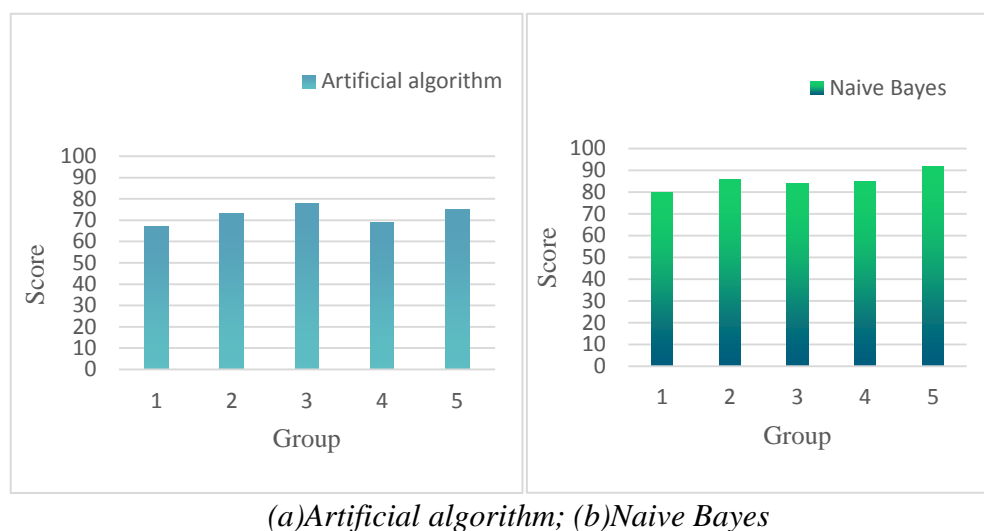 Artificial algorithm
100
90
80
70
60
50
40
30
20
10
0
Score
1 2 3 4 5
Group
Naive Bayes
100
90
80
70
60
50
40
30
20
10
0
Score
1 2 3 4 5
Group
(a)Artificial algorithm; (b)Naive Bayes